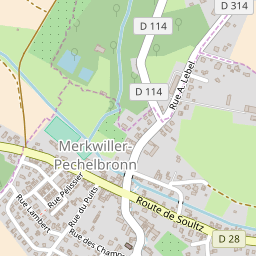 D 314
D 114
D 114
Rue A. Lebel
Merkwiller-
Pechelbronn
Rue Pélissier
Rue du Puits
Rue Lambert
Route de Soultz
Rue des Champs
D 28